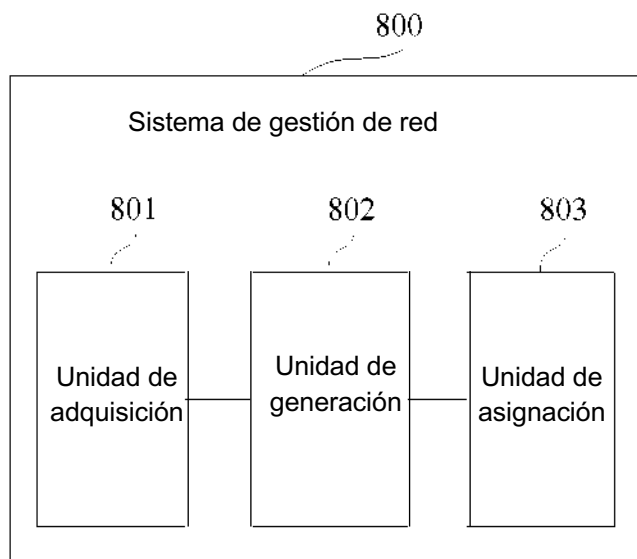 800
Sistema de gestión de red
801
802
803
Unidad de
adquisición
Unidad de
generación
Unidad de
asignación